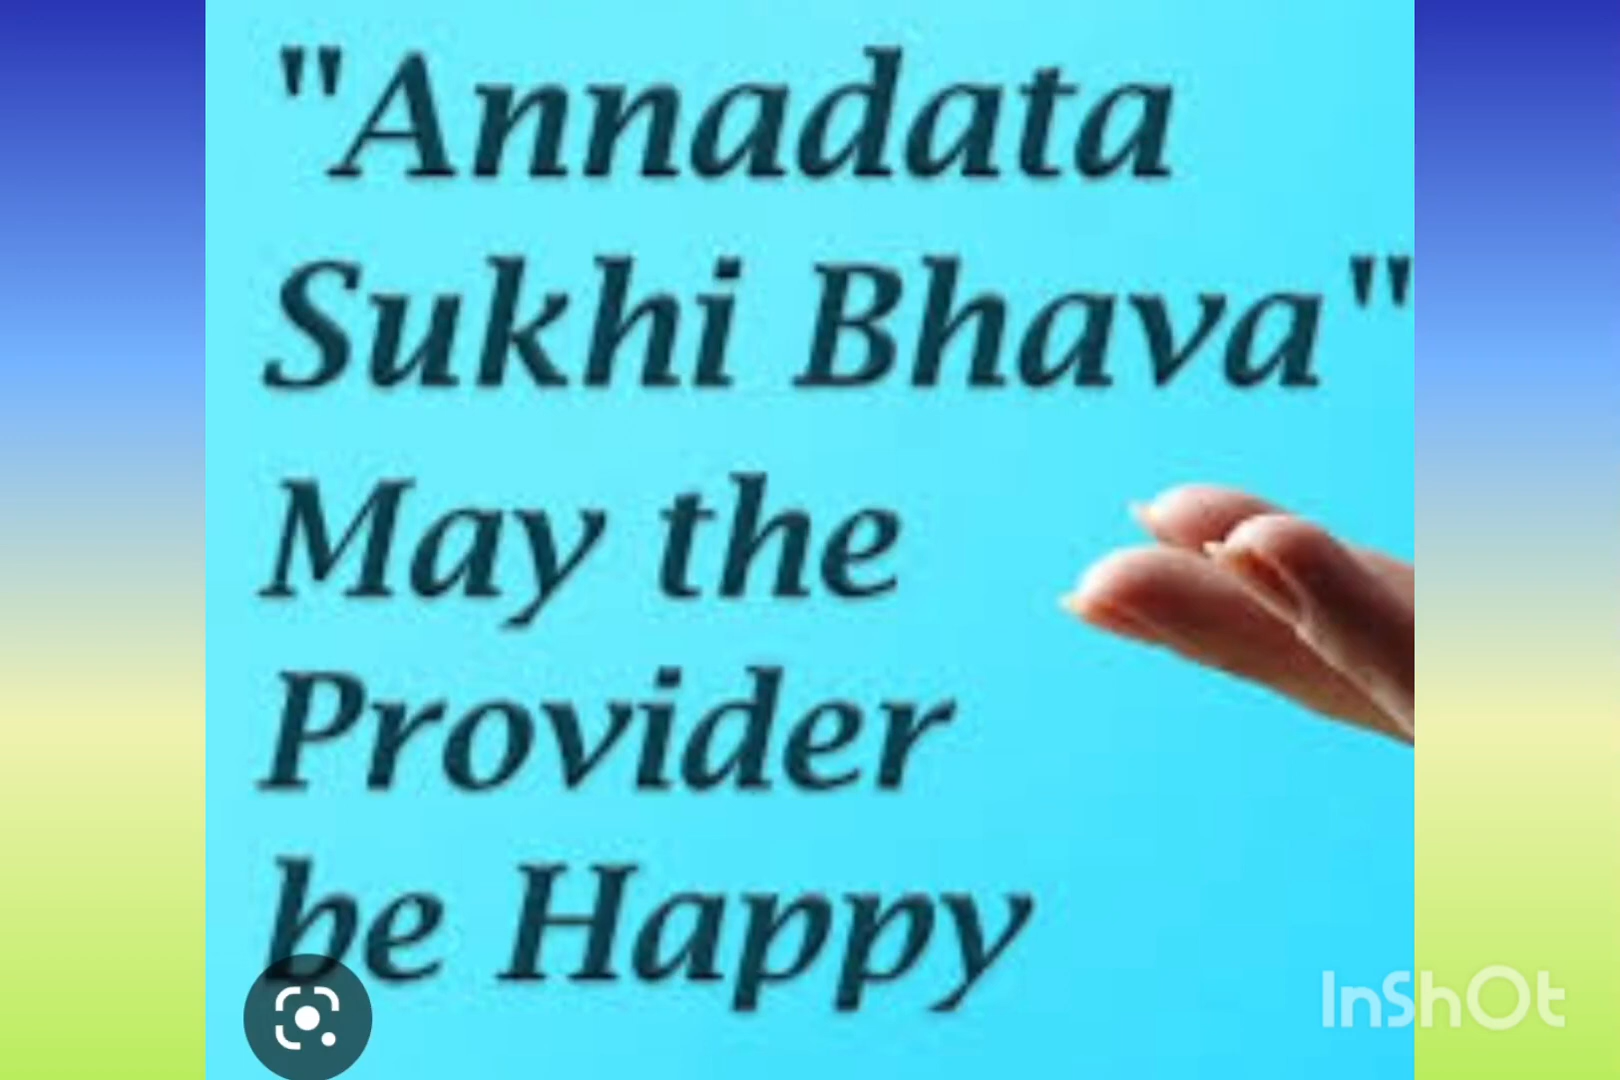 "Annadata
Sukhi Bhava"
May the
Provider
be Happy
InShOt